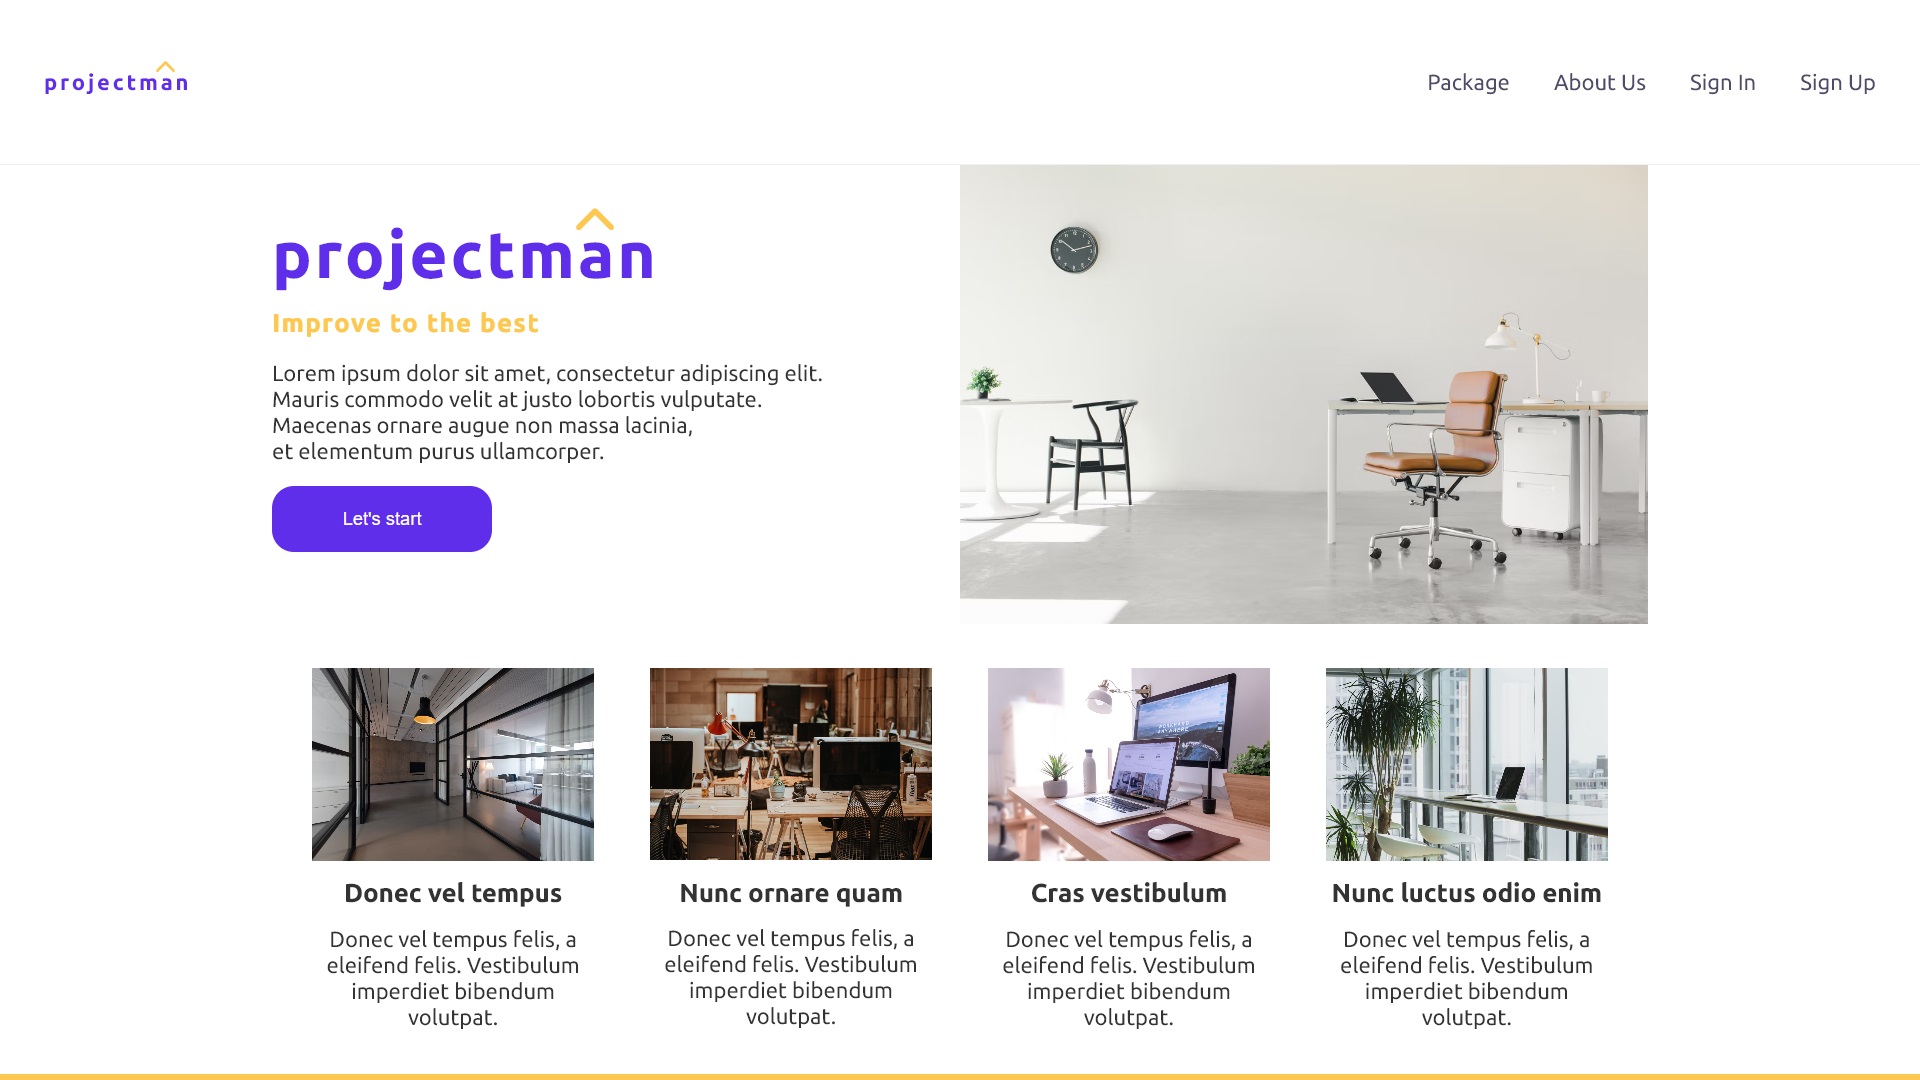 projectman
Package
About Us
Sign In
Sign Up
projectman
Improve to the best
Lorem ipsum dolor sit amet, consectetur adipiscing elit.
Mauris commodo velit at justo lobortis vulputate.
Maecenas ornare augue non massa lacinia,
et elementum purus ullamcorper.
Let's start
Donec vel tempus
Donec vel tempus felis, a
eleifend felis. Vestibulum
imperdiet bibendum
volutpat.
Nunc ornare quam
Donec vel tempus felis, a
eleifend felis. Vestibulum
imperdiet bibendum
volutpat.
Cras vestibulum
Donec vel tempus felis, a
eleifend felis. Vestibulum
imperdiet bibendum
volutpat.
Nunc luctus odio enim
Donec vel tempus felis, a
eleifend felis. Vestibulum
imperdiet bibendum
volutpat.